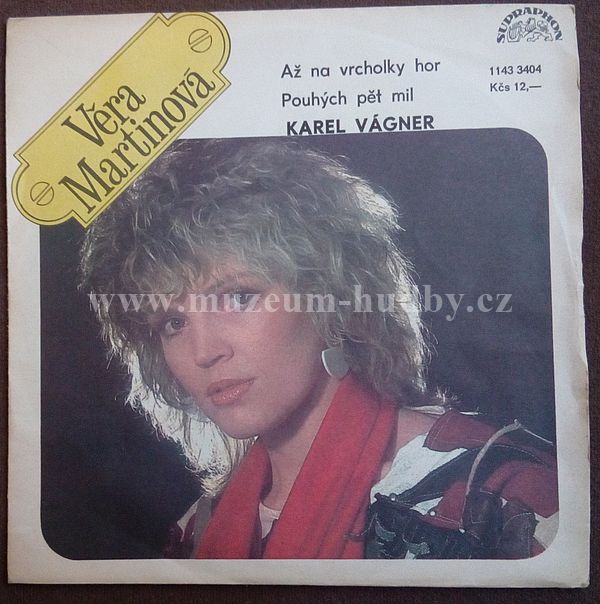 Věra
Martinová
SUPRAPHON
Až na vrcholky hor
1143 3404
Pouhých pět mil
Kčs 12,—
KAREL VÁGNER
www.muzeum-hudby.cz